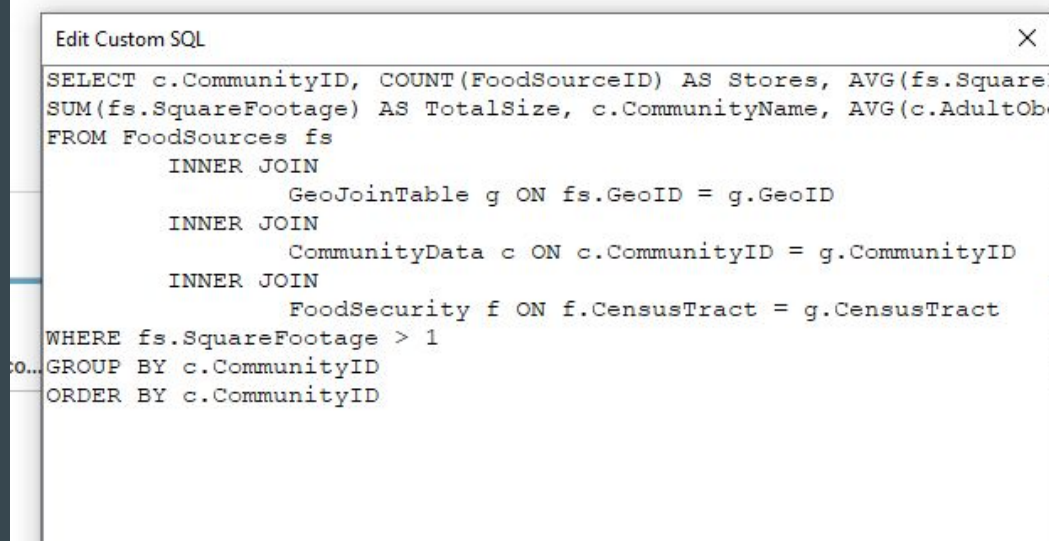 Edit Custom SQL
SELECT c.CommunityID, COUNT(FoodSourceID) AS Stores, AVG(fs.Square
SUM(fs.SquareFootage) AS TotalSize, c.CommunityName, AVG(c.AdultOb
FROM FoodSources fs
INNER JOIN
GeoJoinTable g ON fs.GeoID = g.GeoID
INNER JOIN
CommunityData c ON c.CommunityID = g.CommunityID
INNER JOIN
FoodSecurity f ON f.CensusTract = g.CensusTract
WHERE fs.SquareFootage > 1
GROUP BY c.CommunityID
ORDER BY c.CommunityID